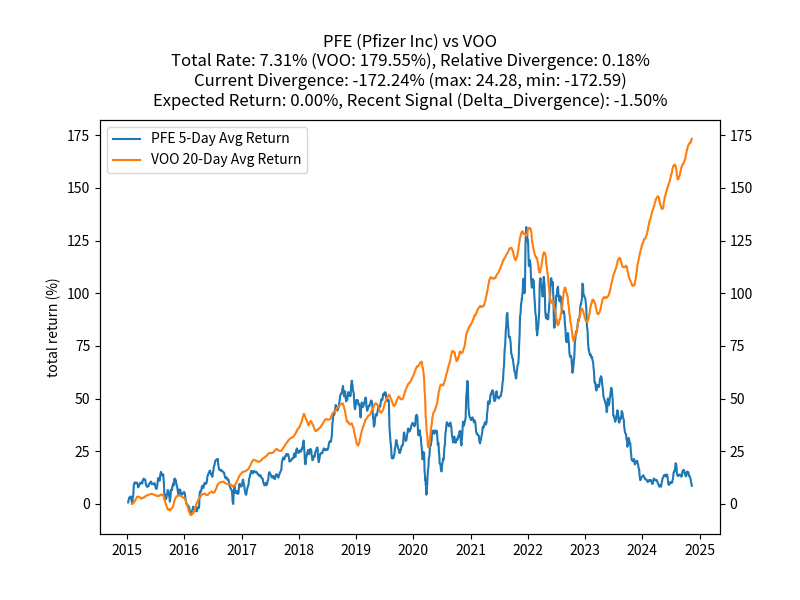 PFE (Pfizer Inc) vs VOO
Total Rate: 7.31% (VOO: 179.55%), Relative Divergence: 0.18%
Current Divergence: -172.24% (max: 24.28, min: -172.59)
Expected Return: 0.00%, Recent Signal (Delta_Divergence): -1.50%
PFE 5-Day Avg Return
VOO 20-Day Avg Return
total return (%)
175
150
125
100
75
50
25
0
175
150
125
100
75
50
25
0
2015 2016 2017 2018 2019 2020 2021 2022 2023 2024 2025